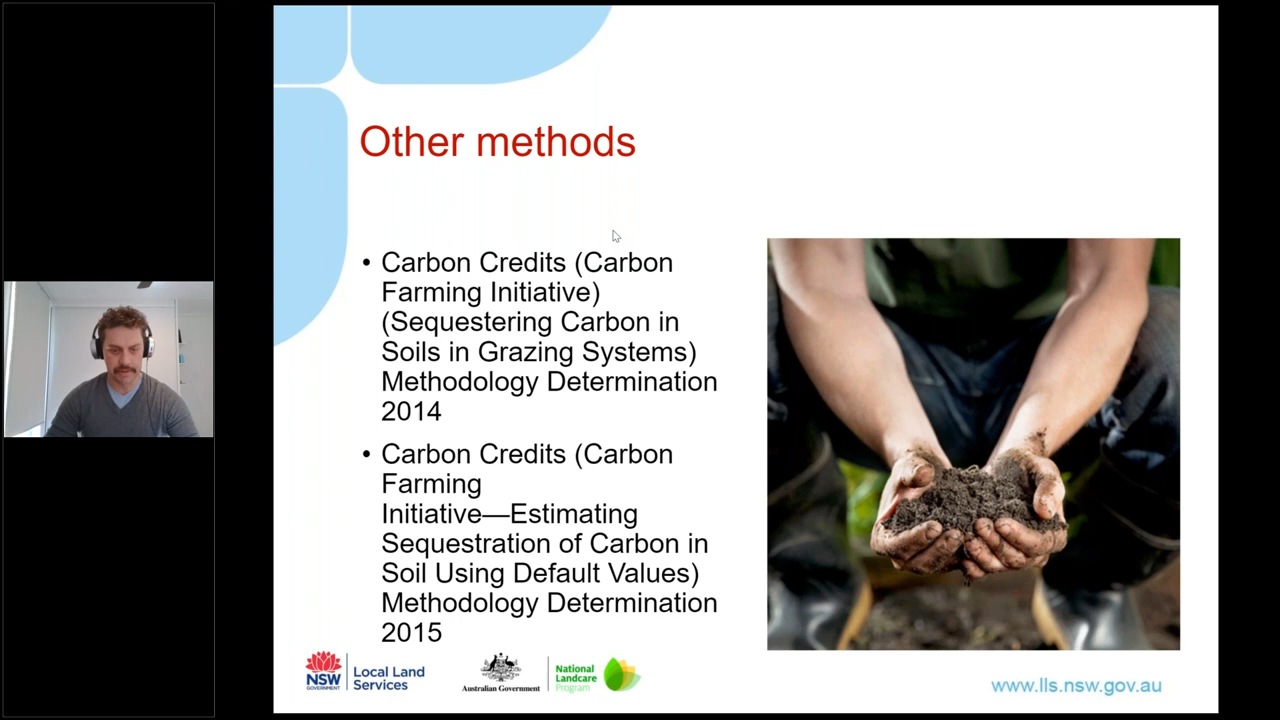 Other methods
• Carbon Credits (Carbon
Farming Initiative)
(Sequestering Carbon in
Soils in Grazing Systems)
Methodology Determination
2014
• Carbon Credits (Carbon
Farming
Initiative—Estimating
Sequestration of Carbon in
Soil Using Default Values)
Methodology Determination
2015
NSW
GOVERNMENT
Local Land
Services
Australian Government
National
Landcare
Program
www.lls.nsw.gov.au